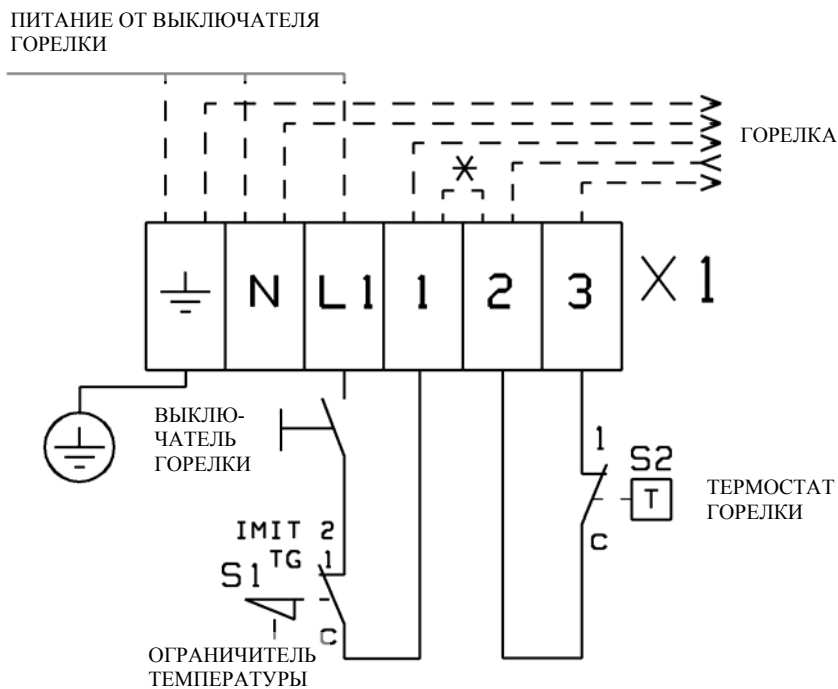 ПИТАНИЕ ОТ ВЫКЛЮЧАТЕЛЯ
ГОРЕЛКИ
ГОРЕЛКА
*
N L1 1 2 3 X1
ВЫКЛЮ-
ЧАТЕЛЬ
ГОРЕЛКИ
1
S2
T
C
ТЕРМОСТАТ
ГОРЕЛКИ
IMIT 2
TG 1
S1
C
ОГРАНИЧИТЕЛЬ
ТЕМПЕРАТУРЫ